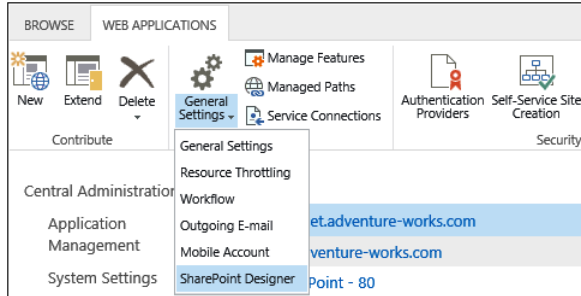 BROWSE WEB APPLICATIONS
New Extend Delete
General Settings
Manage Features
Managed Paths
Service Connections
Authentication Providers
Self-Service Site Creation
Contribute
Security
General Settings
Resource Throttling
Workflow
Outgoing E-mail
Mobile Account
SharePoint Designer
Central Administration
Application
Management
System Settings
et.adventure-works.com
venture-works.com
Point - 80